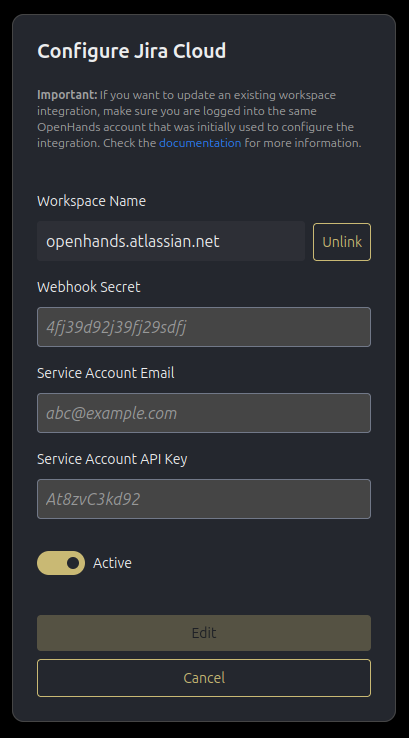 Configure Jira Cloud
Important: If you want to update an existing workspace
integration, make sure you are logged into the same
OpenHands account that was initially used to configure the
integration. Check the documentation for more information.
Workspace Name
openhands.atlassian.net
Unlink
Webhook Secret
4fj39d92j39fj29sdfj
Service Account Email
abc@example.com
Service Account API Key
At8zvC3kd92
Active
Edit
Cancel